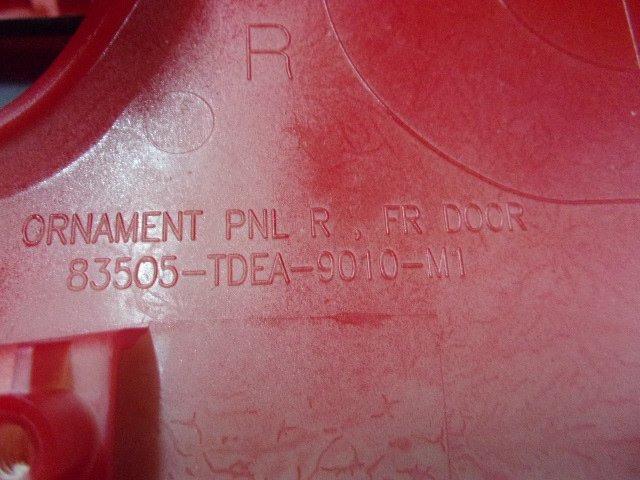 R
ORNAMENT PNL R , FR DOOR
83505-TDEA-9010-M1